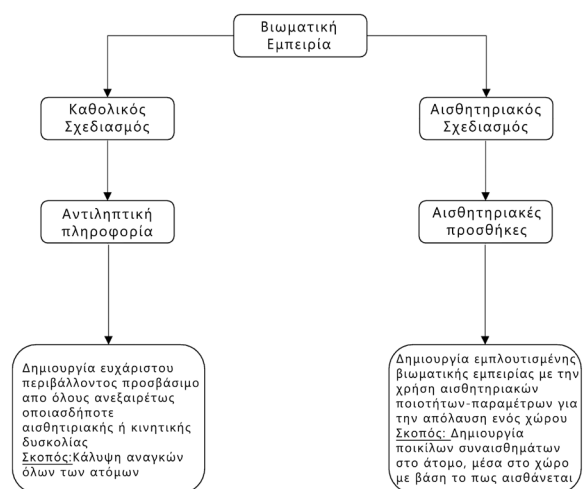 Βιωματική
Εμπειρία
Καθολικός
Σχεδιασμός
Αισθητηριακός
Σχεδιασμός
Αντιληπτική
πληροφορία
Αισθητηριακές
προσθήκες
Δημιουργία ευχάριστου
περιβάλλοντος προσβάσιμο
απο όλους ανεξαιρέτως
οποιασδήποτε
αισθητιριακής ή κινητικής
δυσκολίας
Σκοπός:Κάλυψη αναγκών
όλων των ατόμων
Δημιουργία εμπλουτισμένης
βιωματικής εμπειρίας με την
χρήση αισθητηριακών
ποιοτήτων-παραμέτρων για
την απόλαυση ενός χώρου
Σκοπός: Δημιουργία
ποικίλων συναισθημάτων
στο άτομο, μέσα στο χώρο
με βάση το πως αισθάνεται